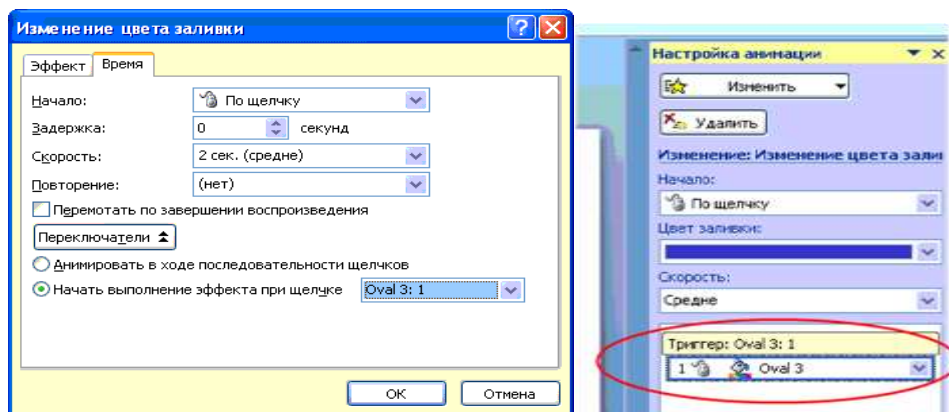 Изменение цвета заливки
Эффект
Время
Начало:
По щелчку
Задержка:
0
секунд
Скорость:
2 сек. (средне)
Повторение:
(нет)
Перемотать по завершении воспроизведения
Переключатели
Анимировать в ходе последовательности щелчков
Начать выполнение эффекта при щелчке
Oval 3: 1
ОК
Отмена
Настройка анимации
Изменить
Удалить
Изменение: Изменение цвета зали
Начало:
По щелчку
Цвет заливки:
Скорость:
Средне
Триггер: Oval 3: 1
1
Oval 3